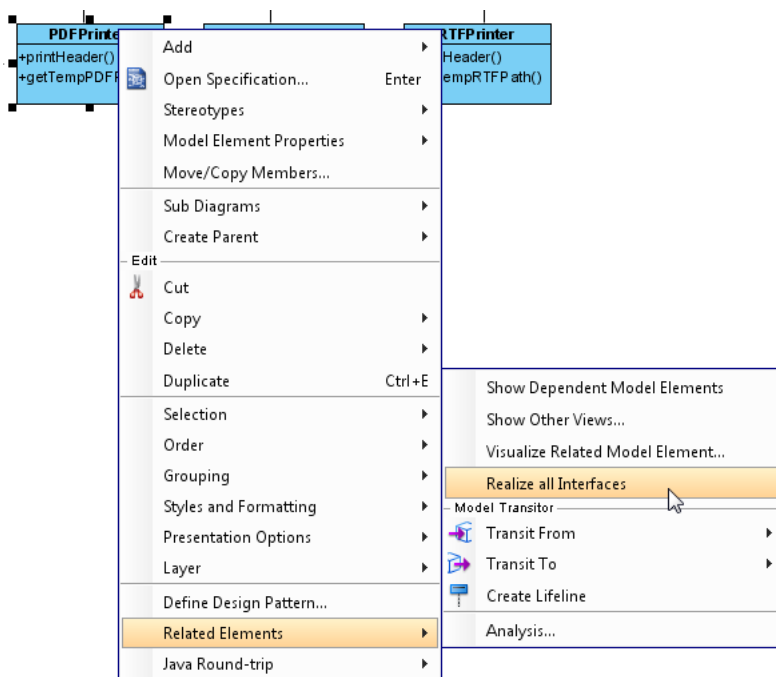 PDFPrinte
+printHeader()
+getTempPDFP
RTFPrinter
Header()
empRTFPath()
Add
Open Specification... Enter
Stereotypes
Model Element Properties
Move/Copy Members...
Sub Diagrams
Create Parent
Edit
Cut
Copy
Delete
Duplicate Ctrl+E
Selection
Order
Grouping
Styles and Formatting
Presentation Options
Layer
Define Design Pattern...
Related Elements
Java Round-trip
Show Dependent Model Elements
Show Other Views...
Visualize Related Model Element...
Realize all Interfaces
Model Transitor
Transit From
Transit To
Create Lifeline
Analysis...